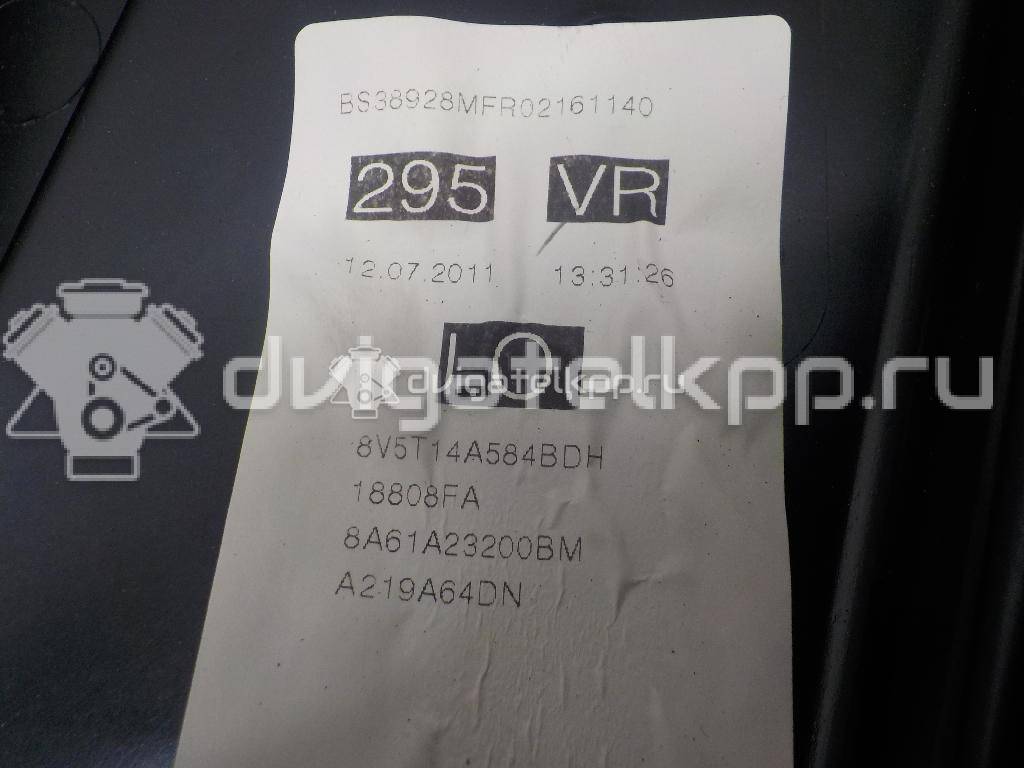 BS38928MFR02161140
295 VR
12.07.2011 13:31:26
dvigatelkpp.ru
dvigatelkpp.ru
8V5T14A584BDH
18808FA
8A61A23200BM
A219A64DN